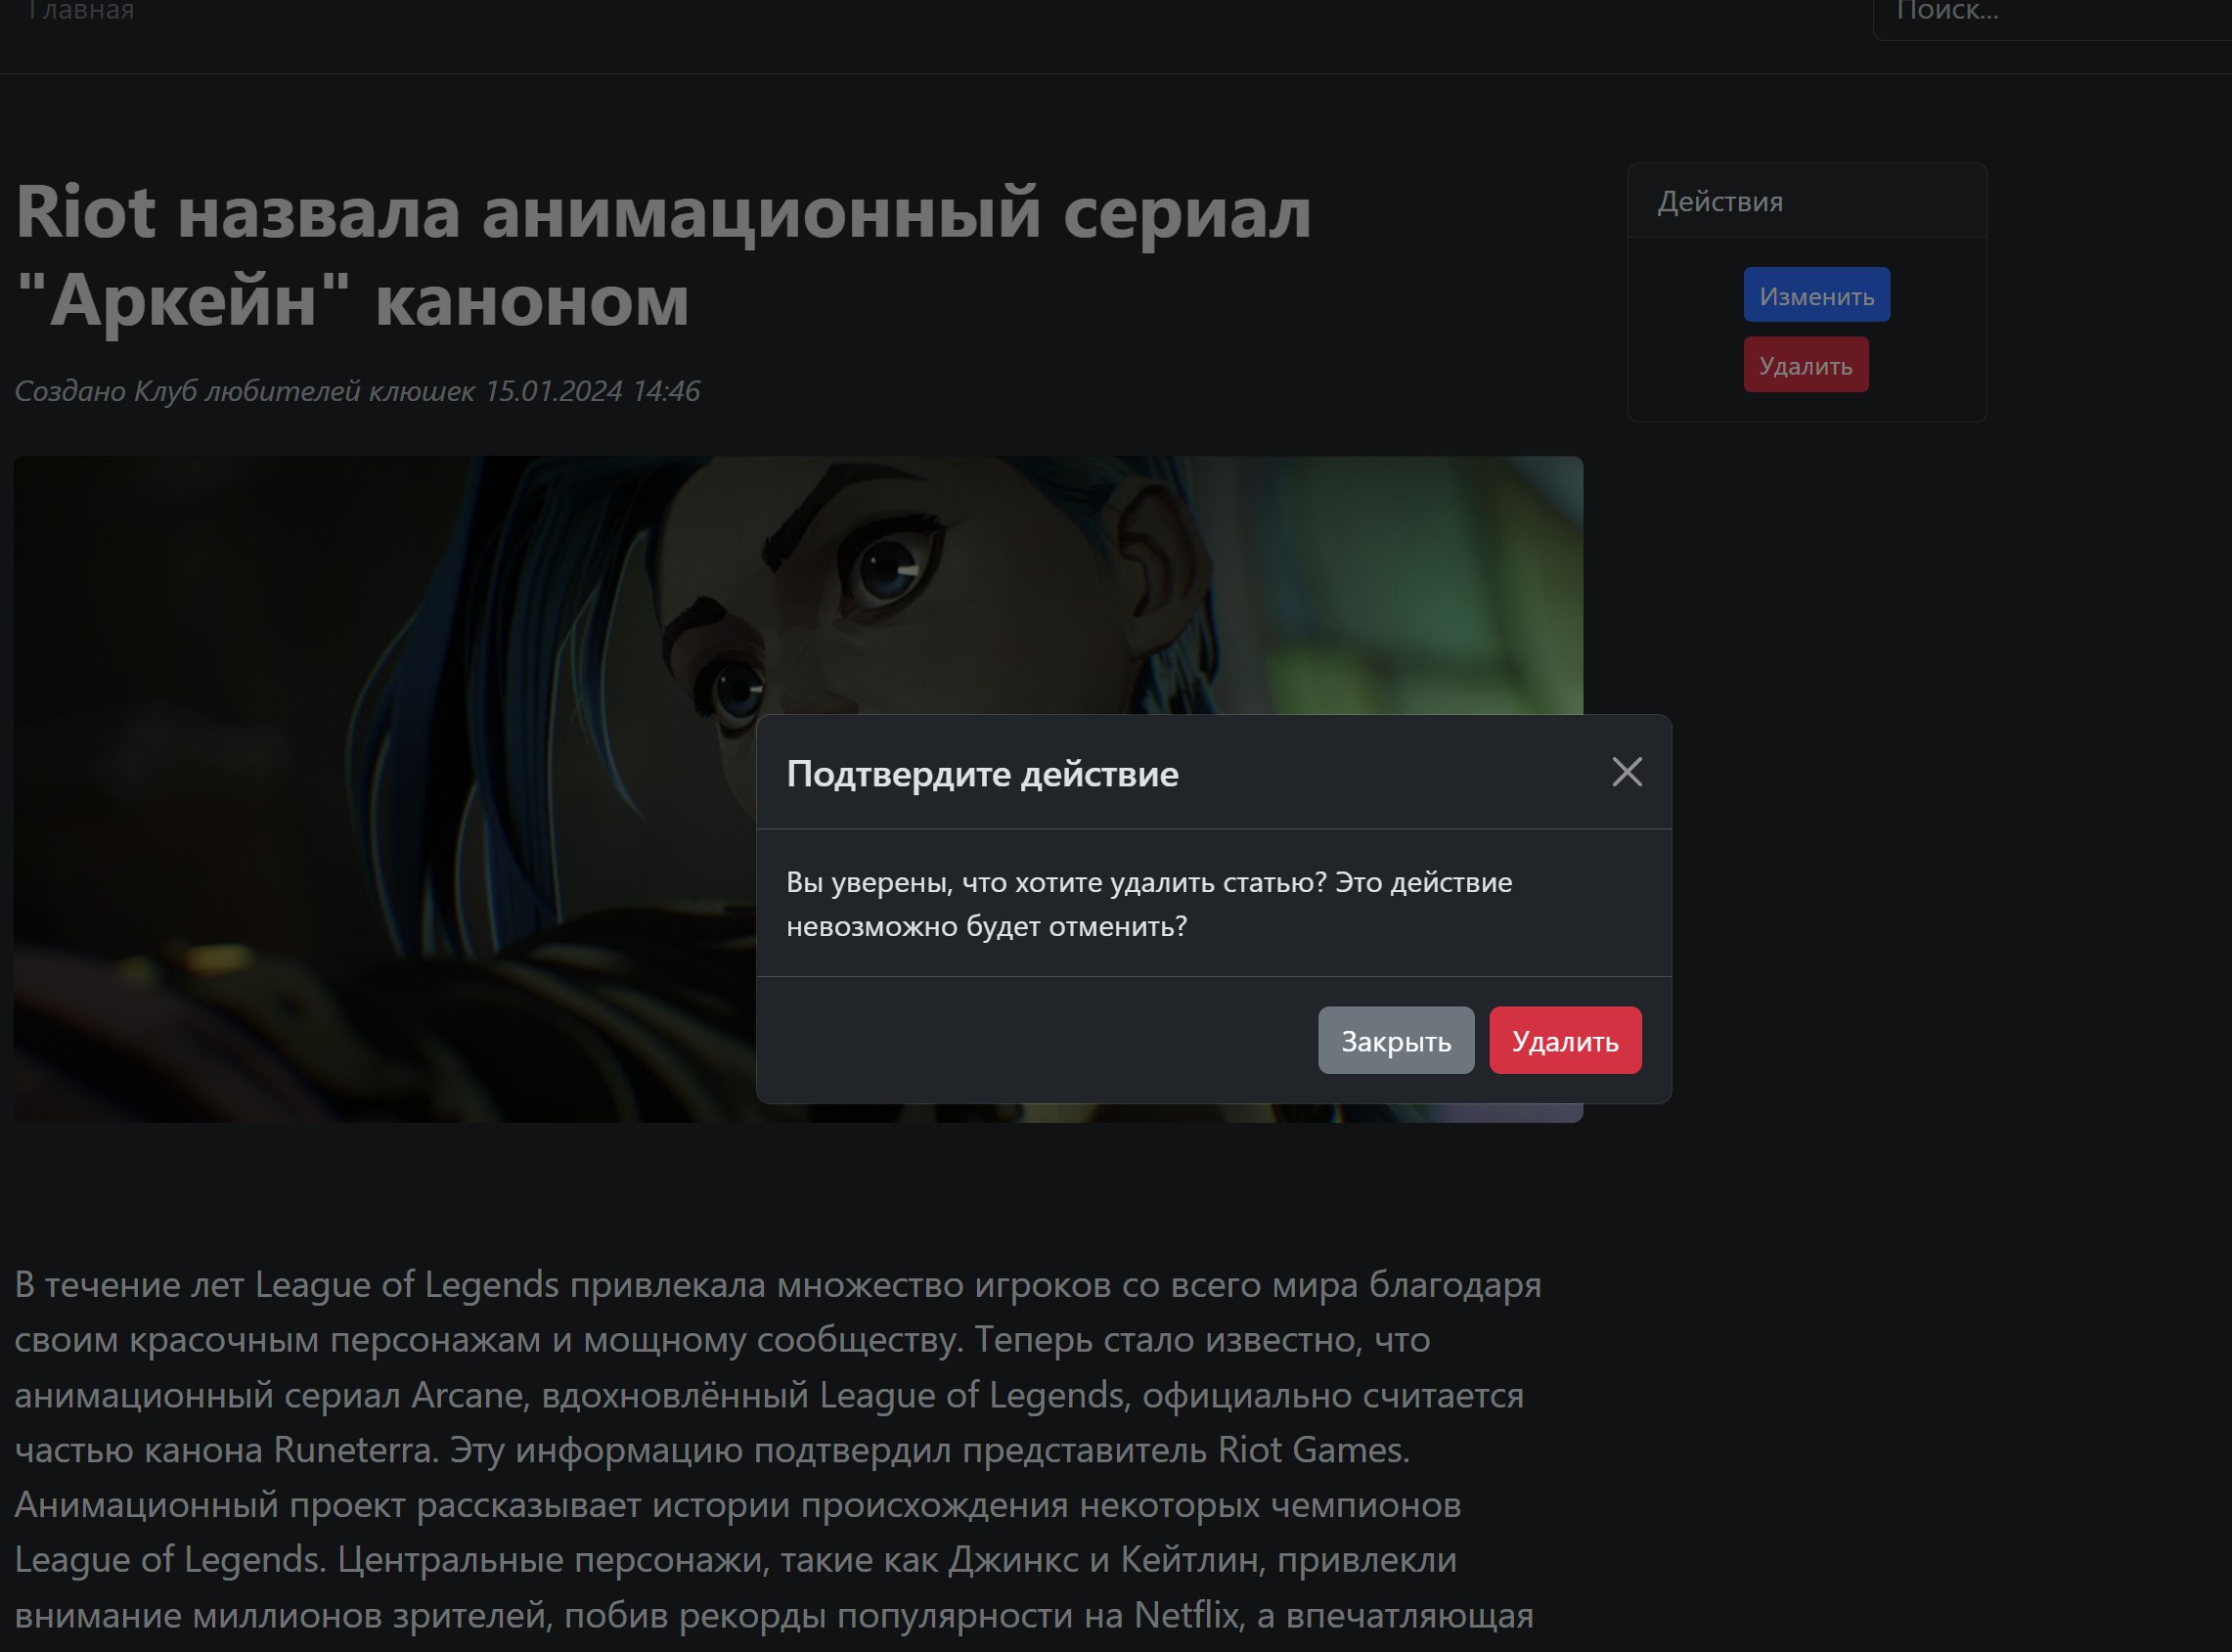 Главная
Поиск...
Riot назвала анимационный сериал
"Аркейн" каноном
Создано Клуб любителей клюшек 15.01.2024 14:46
Действия
Изменить
Удалить
Подтвердите действие
Вы уверены, что хотите удалить статью? Это действие
невозможно будет отменить?
Закрыть
Удалить
В течение лет League of Legends привлекала множество игроков со всего мира благодаря
своим красочным персонажам и мощному сообществу. Теперь стало известно, что
анимационный сериал Arcane, вдохновлённый League of Legends, официально считается
частью канона Runeterra. Эту информацию подтвердил представитель Riot Games.
Анимационный проект рассказывает истории происхождения некоторых чемпионов
League of Legends. Центральные персонажи, такие как Джинкс и Кейтлин, привлекли
внимание миллионов зрителей, побив рекорды популярности на Netflix, а впечатляющая